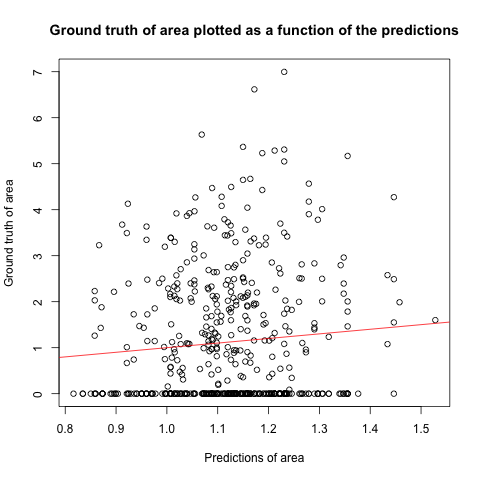 Ground truth of area plotted as a function of the predictions
Ground truth of area
7
6
5
4
3
2
1
0
0.8 0.9 1.0 1.1 1.2 1.3 1.4 1.5
Predictions of area